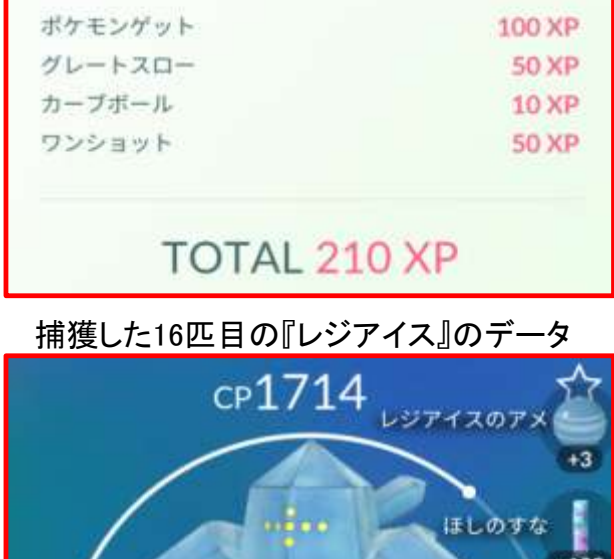 ポケモンゲット 100 XP
グレートスロー 50 XP
カーブボール 10 XP
ワンショット 50 XP
TOTAL 210 XP
捕獲した16匹目の『レジアイス』のデータ
CP1714
レジアイスのアメ
+3
ほしのすな